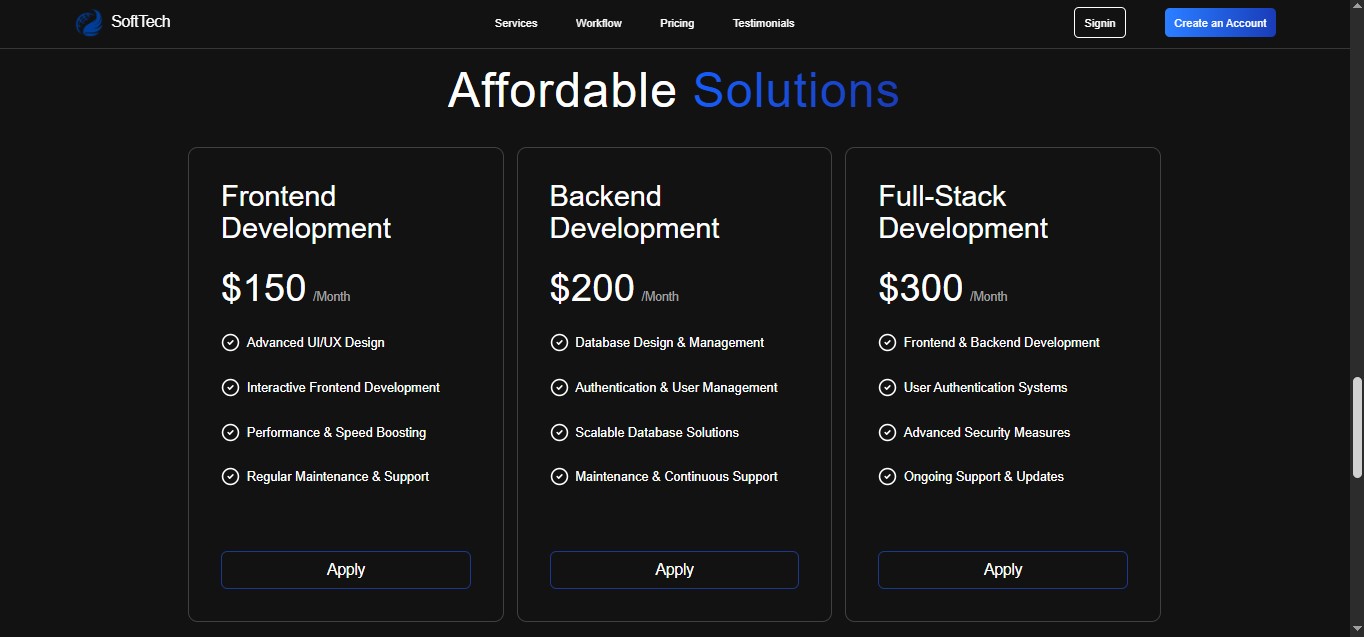 SoftTech
Services
Workflow
Pricing
Testimonials
Signin
Create an Account
Affordable Solutions
Frontend
Development
$150 /Month
Advanced UI/UX Design
Interactive Frontend Development
Performance & Speed Boosting
Regular Maintenance & Support
Apply
Backend
Development
$200 /Month
Database Design & Management
Authentication & User Management
Scalable Database Solutions
Maintenance & Continuous Support
Apply
Full-Stack
Development
$300 /Month
Frontend & Backend Development
User Authentication Systems
Advanced Security Measures
Ongoing Support & Updates
Apply